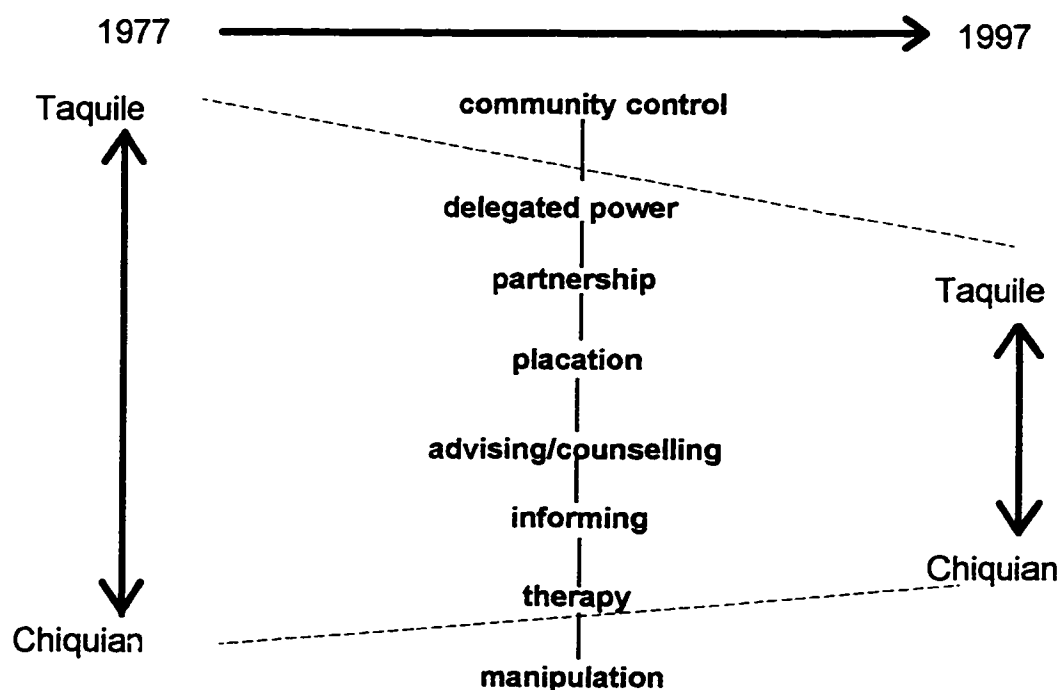 1977
1997
Taquile
community control
delegated power
partnership
Taquile
placation
advising/counselling
informing
Chiquian
therapy
Chiquian
manipulation